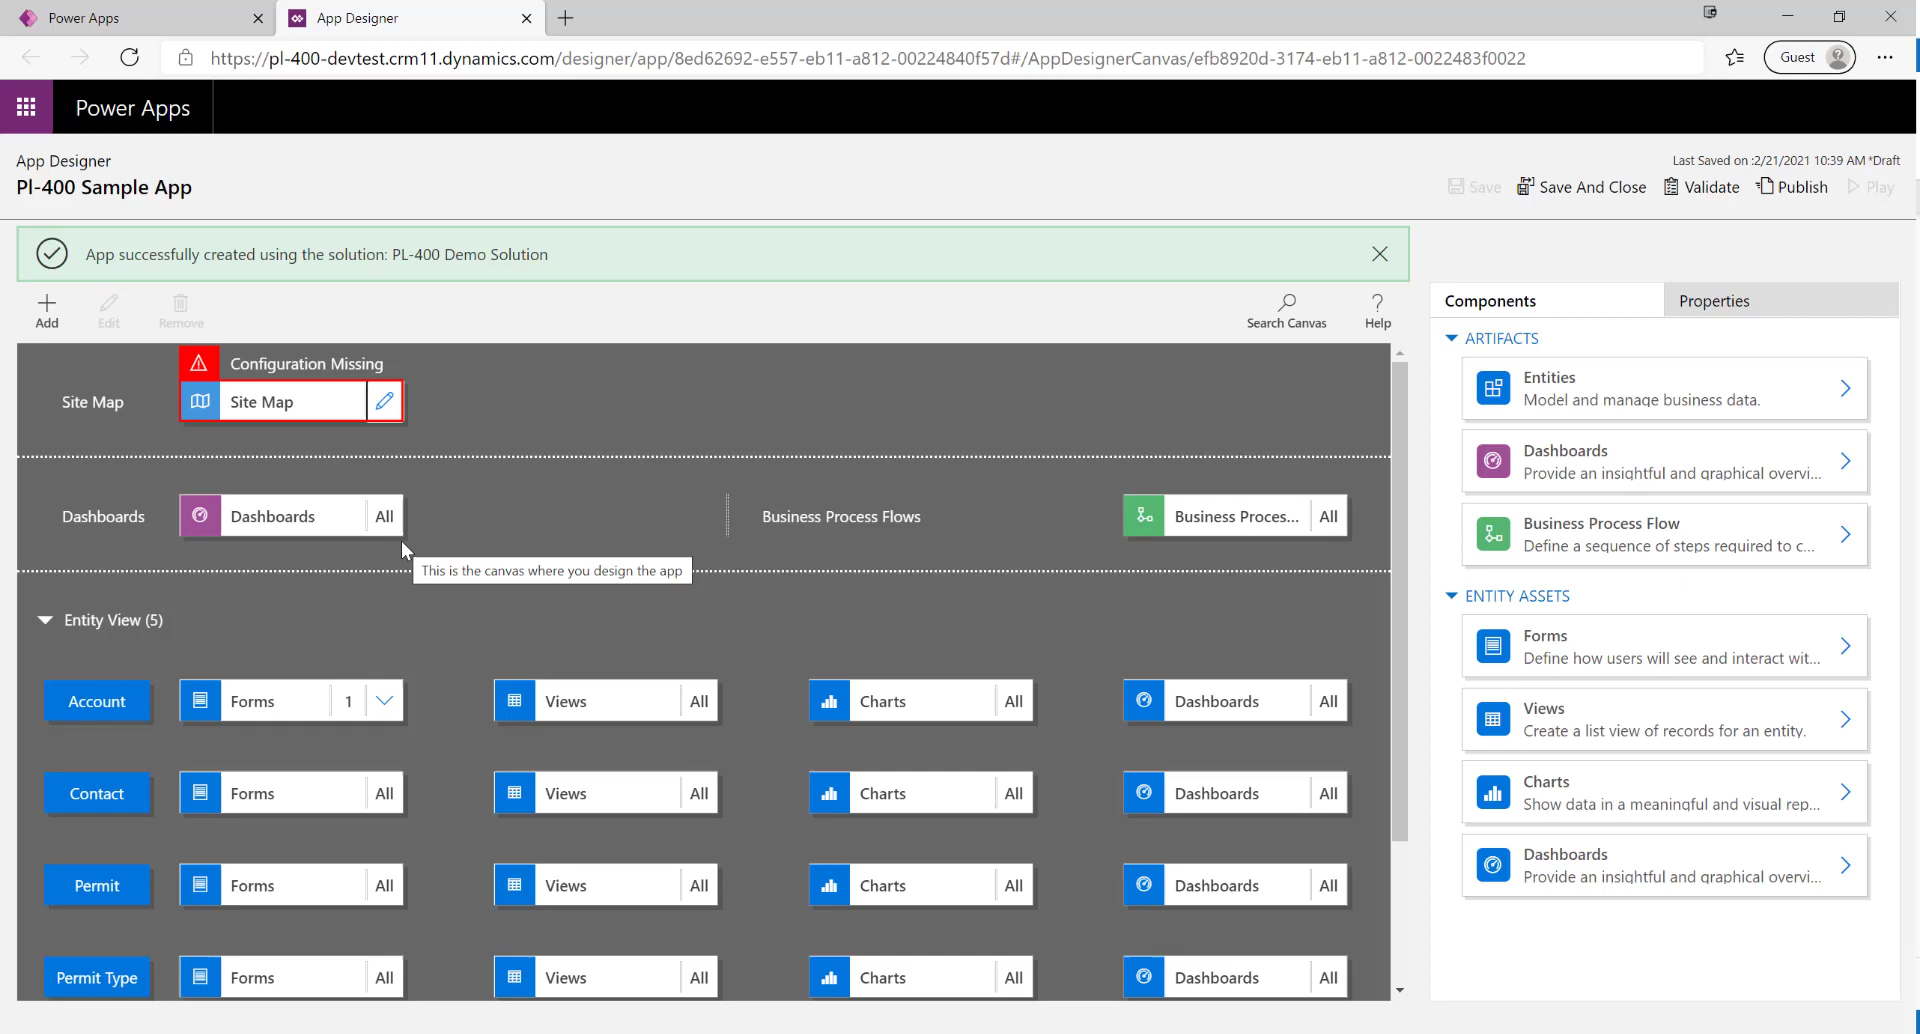 Power Apps
App Designer
https://pl-400-devtest.crm11.dynamics.com/designer/app/8ed62692-e557-eb11-a812-00224840f57d#/AppDesignerCanvas/efb8920d-3174-eb11-a812-0022483f0022
Guest
Power Apps
App Designer
Pl-400 Sample App
Last Saved on :2/21/2021 10:39 AM *Draft
Save
Save And Close
Validate
Publish
Play
App successfully created using the solution: PL-400 Demo Solution
Add
Edit
Remove
Search Canvas
Help
Configuration Missing
Site Map
Site Map
Dashboards
Dashboards All
Business Process Flows
Business Proces... All
This is the canvas where you design the app
Entity View (5)
Account
Forms 1
Views All
Charts All
Dashboards All
Contact
Forms All
Views All
Charts All
Dashboards All
Permit
Forms All
Views All
Charts All
Dashboards All
Permit Type
Forms All
Views All
Charts All
Dashboards All
Components
Properties
ARTIFACTS
Entities
Model and manage business data.
Dashboards
Provide an insightful and graphical overvi...
Business Process Flow
Define a sequence of steps required to c...
ENTITY ASSETS
Forms
Define how users will see and interact wit...
Views
Create a list view of records for an entity.
Charts
Show data in a meaningful and visual rep...
Dashboards
Provide an insightful and graphical overvi...